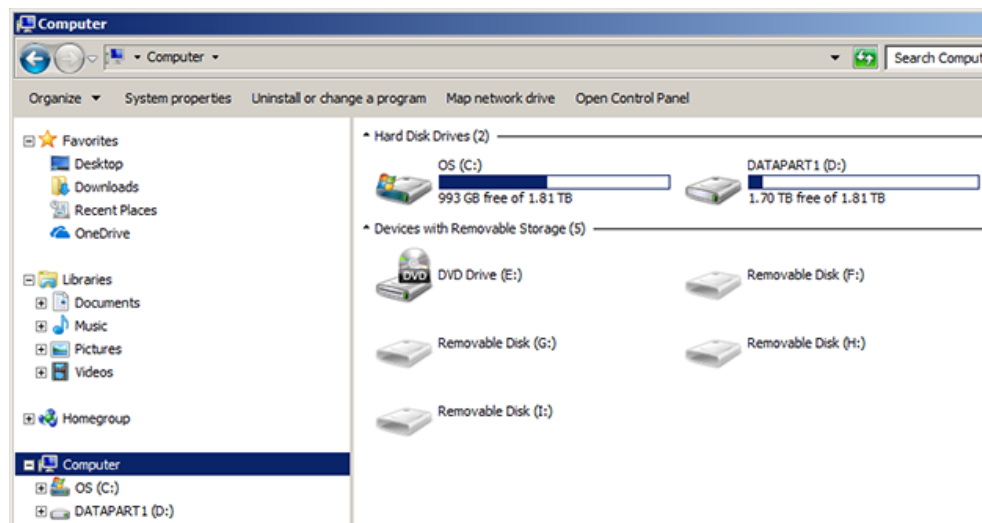 Computer
Computer
Search Comput
Organize System properties Uninstall or change a program Map network drive Open Control Panel
Favorites
Desktop
Downloads
Recent Places
OneDrive
Libraries
Documents
Music
Pictures
Videos
Homegroup
Computer
OS (C:)
DATAPART1 (D:)
Hard Disk Drives (2)
OS (C:)
993 GB free of 1.81 TB
DATAPART1 (D:)
1.70 TB free of 1.81 TB
Devices with Removable Storage (5)
DVD
DVD Drive (E:)
Removable Disk (F:)
Removable Disk (G:)
Removable Disk (H:)
Removable Disk (I:)